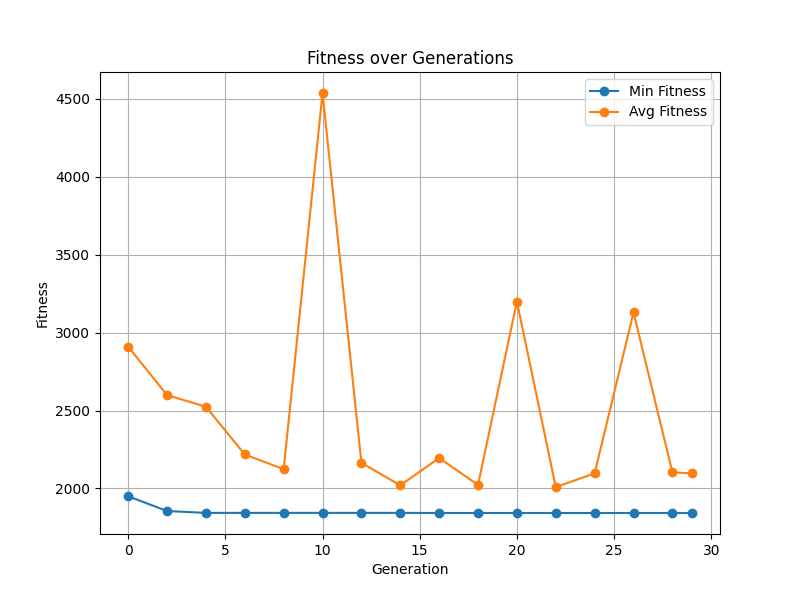 Fitness over Generations
Min Fitness
Avg Fitness
4500
4000
3500
3000
2500
2000
Fitness
0 5 10 15 20 25 30
Generation